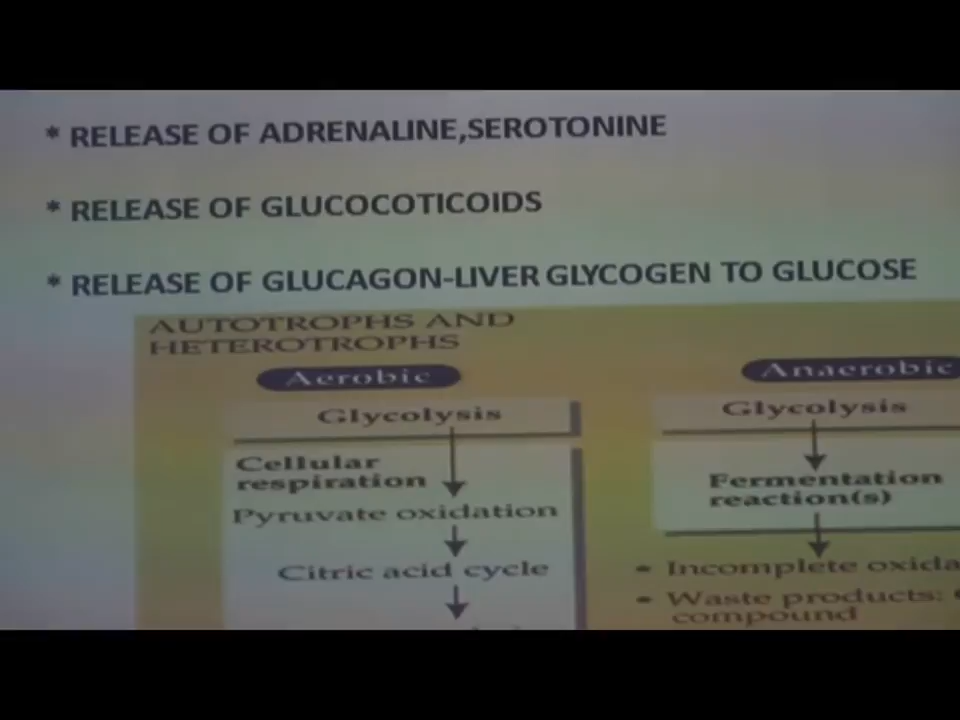 * RELEASE OF ADRENALINE,SEROTONINE
* RELEASE OF GLUCOCOTICOIDS
* RELEASE OF GLUCAGON-LIVER GLYCOGEN TO GLUCOSE
AUTOTROPHS AND
HETEROTROPHS
Aerobic
Glycolysis
Cellular
respiration
Pyruvate oxidation
Citric acid cycle
Anaerobic
Glycolysis
Fermentation
reaction(s)
• Incomplete oxida
• Waste products:
compound